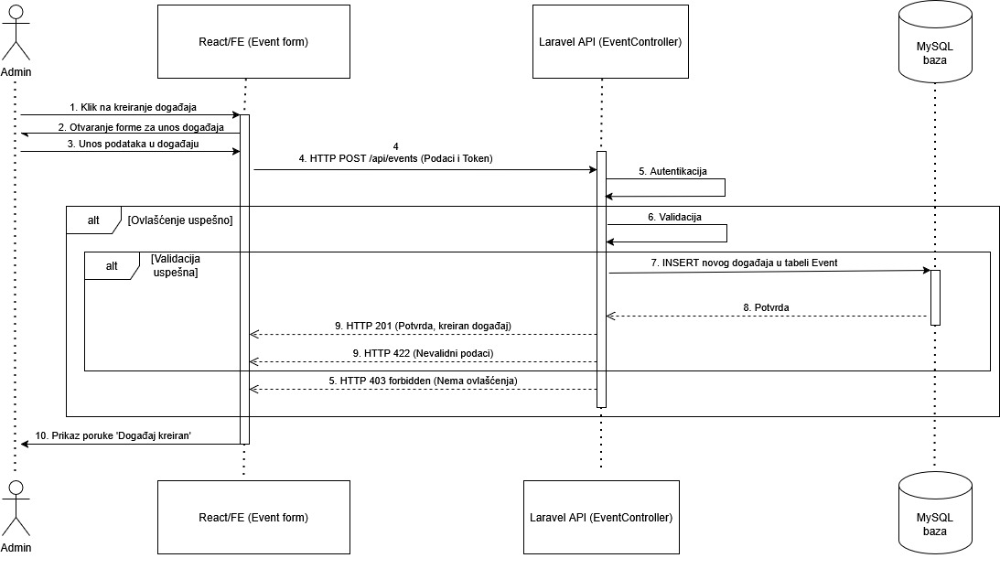 Admin
React/FE (Event form)
Laravel API (EventController)
MySQL
baza
1. Klik na kreiranje događaja
2. Otvaranje forme za unos događaja
3. Unos podataka u događaju
4
4. HTTP POST /api/events (Podaci i Token)
5. Autentikacija
alt
[Ovlašćenje uspešno]
6. Validacija
alt
[Validacija
uspešna]
7. INSERT novog događaja u tabeli Event
8. Potvrda
9. HTTP 201 (Potvrda, kreiran događaj)
9. HTTP 422 (Nevalidni podaci)
5. HTTP 403 forbidden (Nema ovlašćenja)
10. Prikaz poruke 'Događaj kreiran'
Admin
React/FE (Event form)
Laravel API (EventController)
MySQL
baza